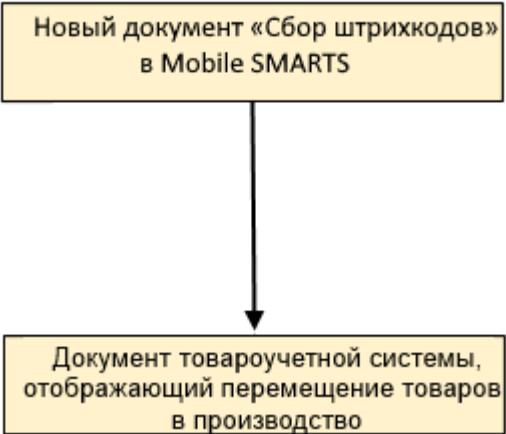 Новый документ «Сбор штрихкодов»
в Mobile SMARTS
Документ товароучетной системы,
отображающий перемещение товаров
в производство